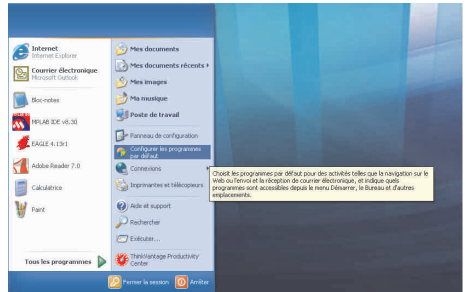 Internet
Internet Explorer
Courrier électronique
Microsoft Outlook
Bloc-notes
MPLAB IDE v8.30
EAGLE 4.13r1
Adobe Reader 7.0
Calculatrice
Paint
Tous les programmes
Mes documents
Mes documents récents
Mes images
Ma musique
Poste de travail
Panneau de configuration
Configurer les programmes
par défaut
Connexions
Imprimantes et télécopieurs
Aide et support
Rechercher
Exécuter...
ThinkVantage Productivity
Center
Choisit les programmes par défaut pour des activités telles que la navigation sur le
Web ou l'envoi et la réception de courrier électronique, et indique quels
programmes sont accessibles depuis le menu Démarrer, le Bureau et d'autres
emplacements.
Fermer la session
Arrêter